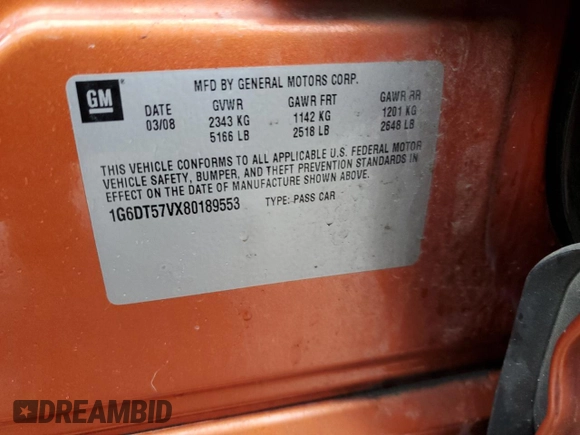 MFD BY GENERAL MOTORS CORP.
GM
DATE GVWR GAWR FRT GAWR RR
03/08 2343 KG 1142 KG 1201 KG
5166 LB 2518 LB 2648 LB
THIS VEHICLE CONFORMS TO ALL APPLICABLE U.S. FEDERAL MOTOR
VEHICLE SAFETY, BUMPER, AND THEFT PREVENTION STANDARDS IN
EFFECT ON THE DATE OF MANUFACTURE SHOWN ABOVE.
1G6DT57VX80189553 TYPE: PASS CAR
DREAMBID